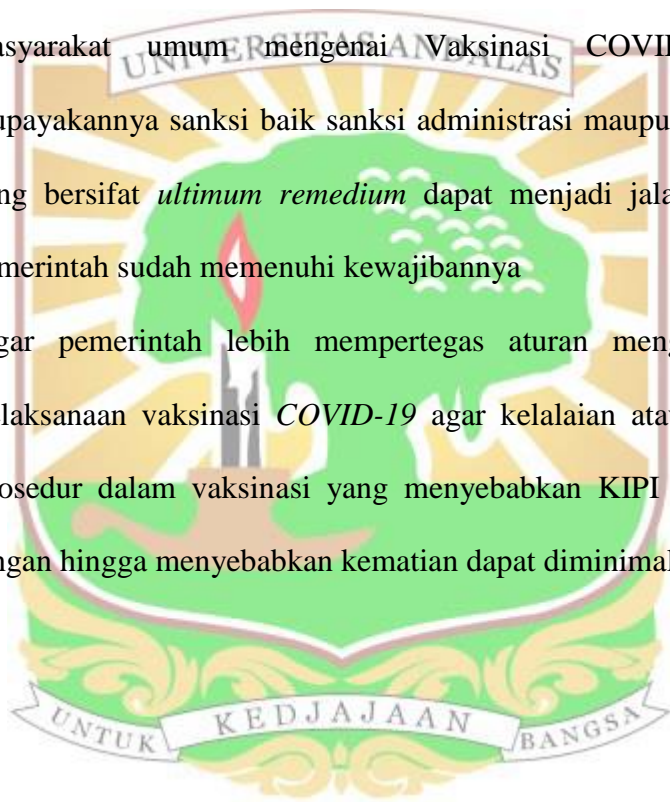 UNIVERSITAS ANDALAS
asyarakat umum mengenai Vaksinasi COVI
upayakannya sanksi baik sanksi administrasi maupu
ng bersifat ultimum remedium dapat menjadi jala
merintah sudah memenuhi kewajibannya
gar pemerintah lebih mempertegas aturan meng
elaksanaan vaksinasi COVID-19 agar kelalaian ata
osedur dalam vaksinasi yang menyebabkan KIPI
ngan hingga menyebabkan kematian dapat diminimal
UNTUK KEDJAJAAN BANGSA